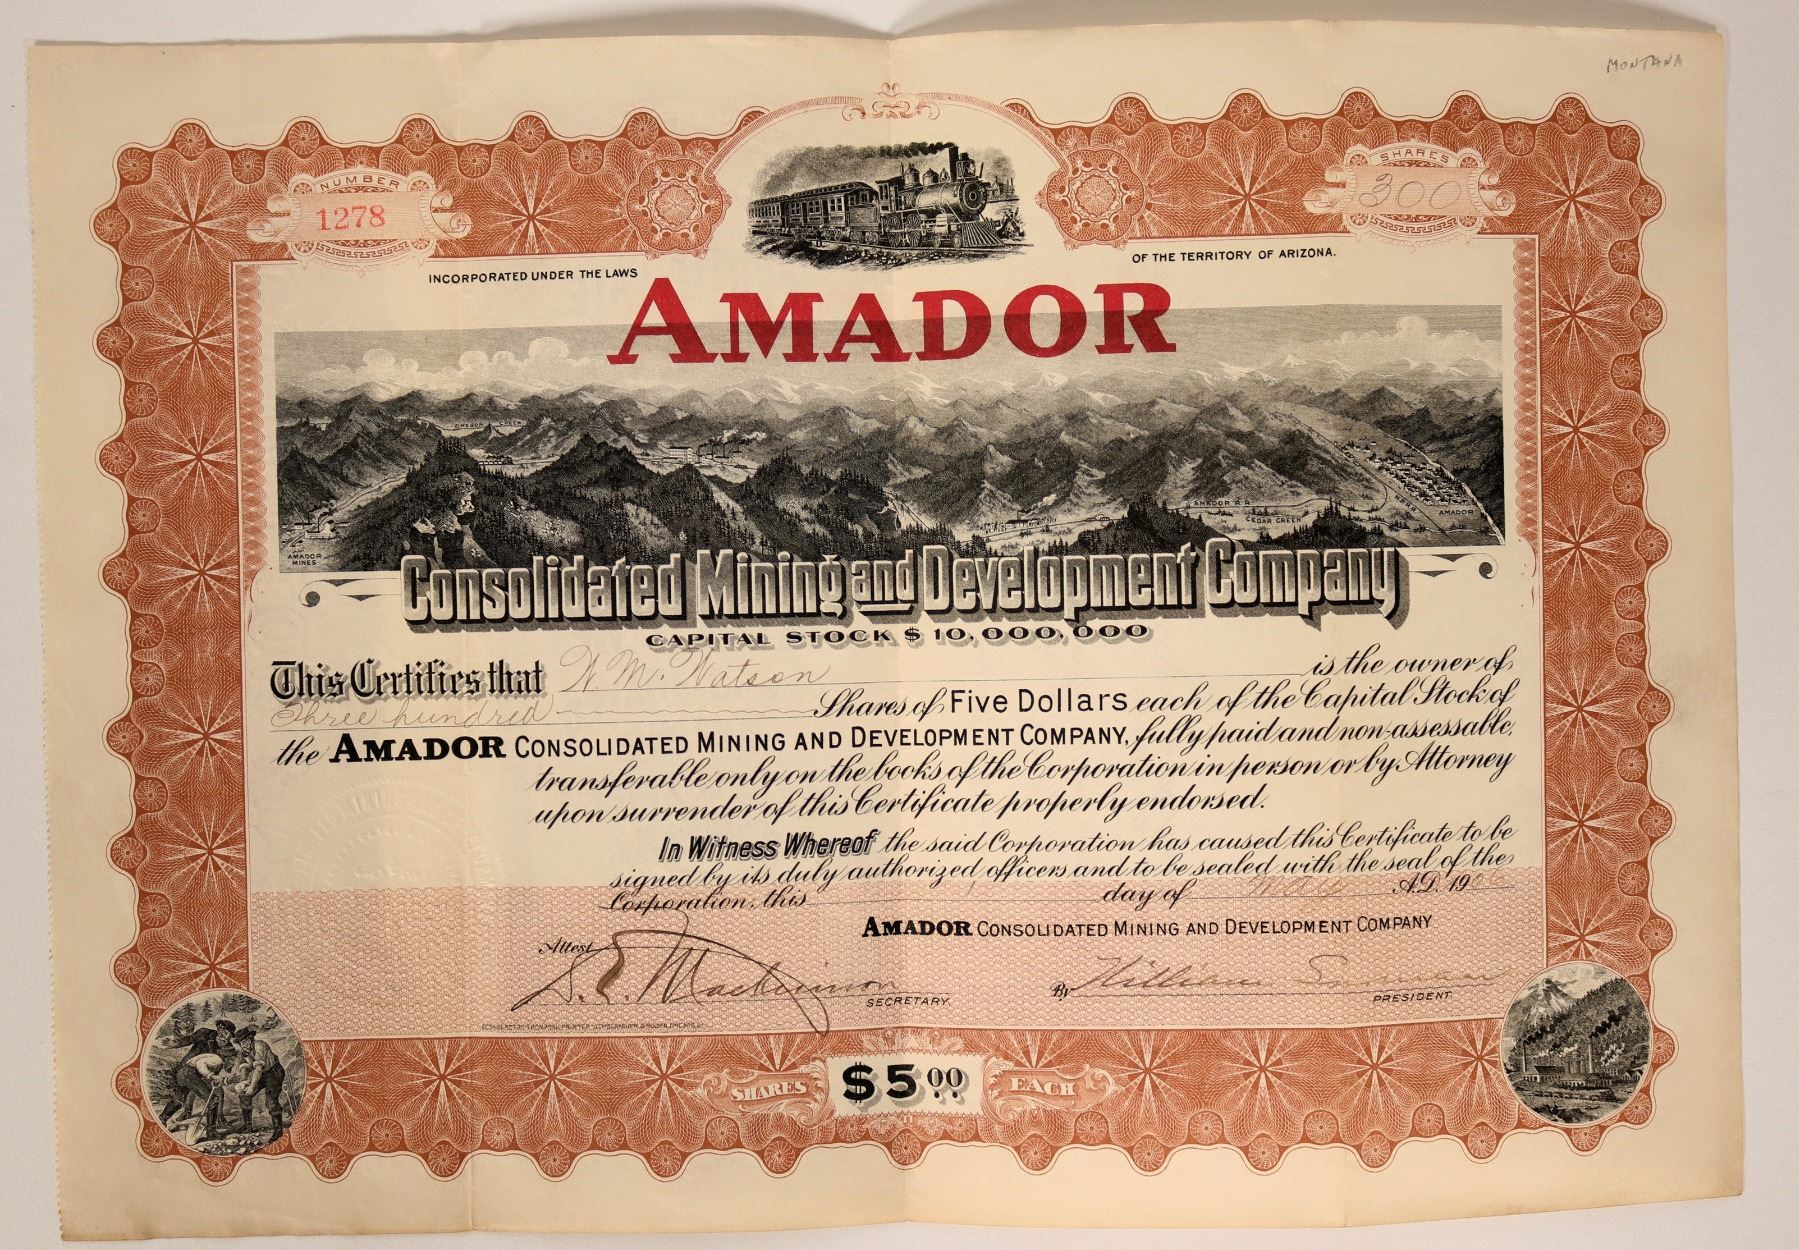 MONTANA
NUMBER
1278
SHARES
300
INCORPORATED UNDER THE LAWS
OF THE TERRITORY OF ARIZONA.
AMADOR
OREGON CREEK
AMADOR R.R.
CEDAR CREEK
AMADOR
AMADOR
MINES
Consolidated Mining and Development Company
CAPITAL STOCK $10,000,000
This Certifies that W. M. Watson is the owner of
Three hundred Shares of Five Dollars each of the Capital Stock of
the AMADOR CONSOLIDATED MINING AND DEVELOPMENT COMPANY, fully paid and non-assessable,
transferable only on the books of the Corporation in person or by Attorney
upon surrender of this Certificate properly endorsed.
In Witness Whereof the said Corporation has caused this Certificate to be
signed by its duly authorized officers and to be sealed with the seal of the
Corporation, this day of A.D. 190
AMADOR CONSOLIDATED MINING AND DEVELOPMENT COMPANY
Attest
S. E. Mackinnon
SECRETARY.
By William
PRESIDENT
SHARES $5.00 EACH